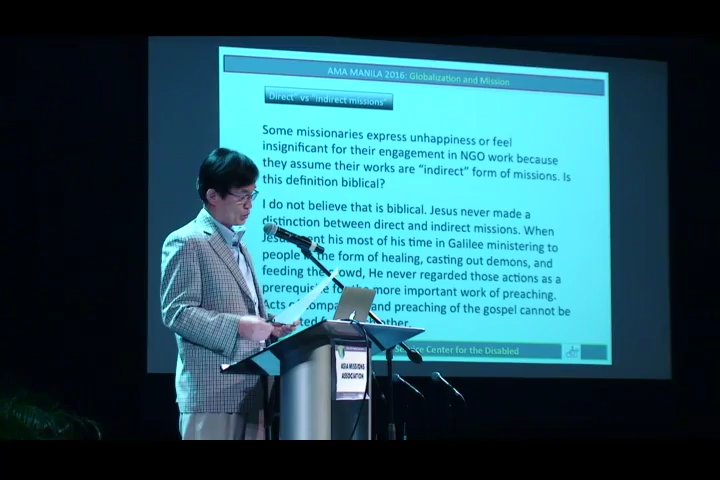 AMA MANILA 2016: Globalization and Mission
Direct" vs "Indirect missions"
Some missionaries express unhappiness or feel
insignificant for their engagement in NGO work because
they assume their works are "indirect" form of missions. Is
this definition biblical?
I do not believe that is biblical. Jesus never made a
distinction between direct and indirect missions. When
his most of his time in Galilee ministering to
people the form of healing, casting out demons, and
feeding the crowd, He never regarded those actions as a
prerequisite more important work of preaching.
Acts and preaching of the gospel cannot be
Service Center for the Disabled
ASIA MISSIONS
ASSOCIATION